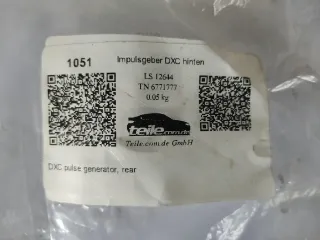 1051
Impulsgeber DXC hinten
LS 12644
TN 6771777
0.05 kg
teile.com.de
Teile.com.de GmbH
DXC pulse generator, rear